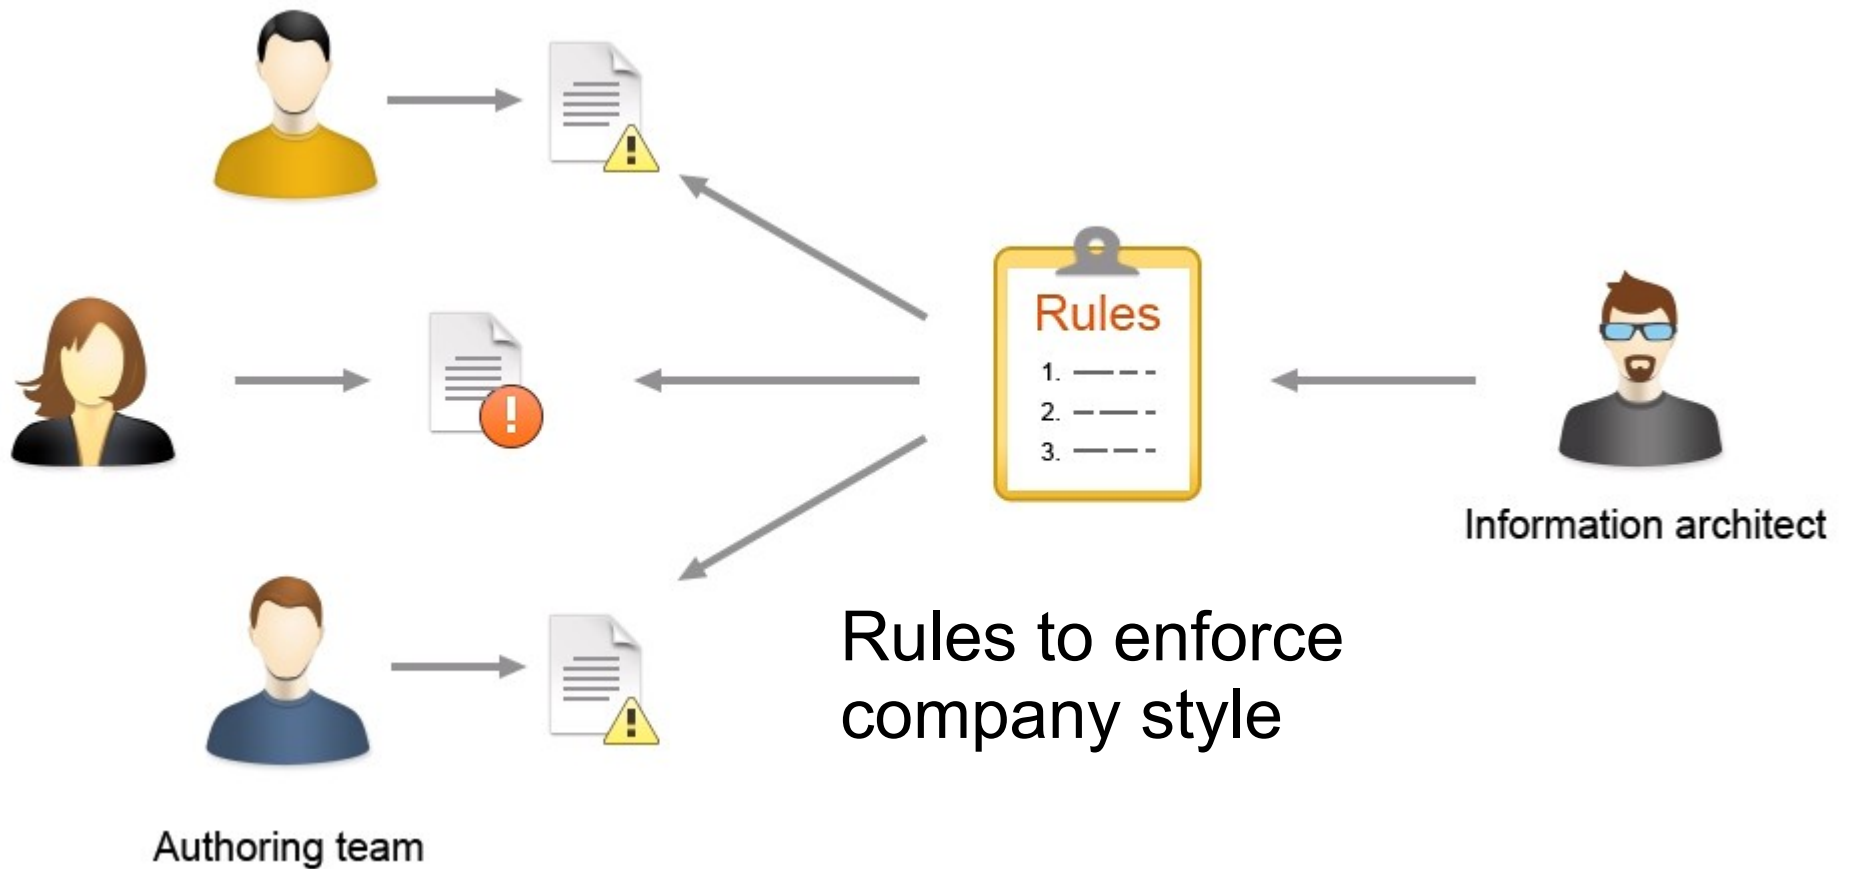 Rules
1.
2.
3.
Information architect
Rules to enforce
company style
Authoring team